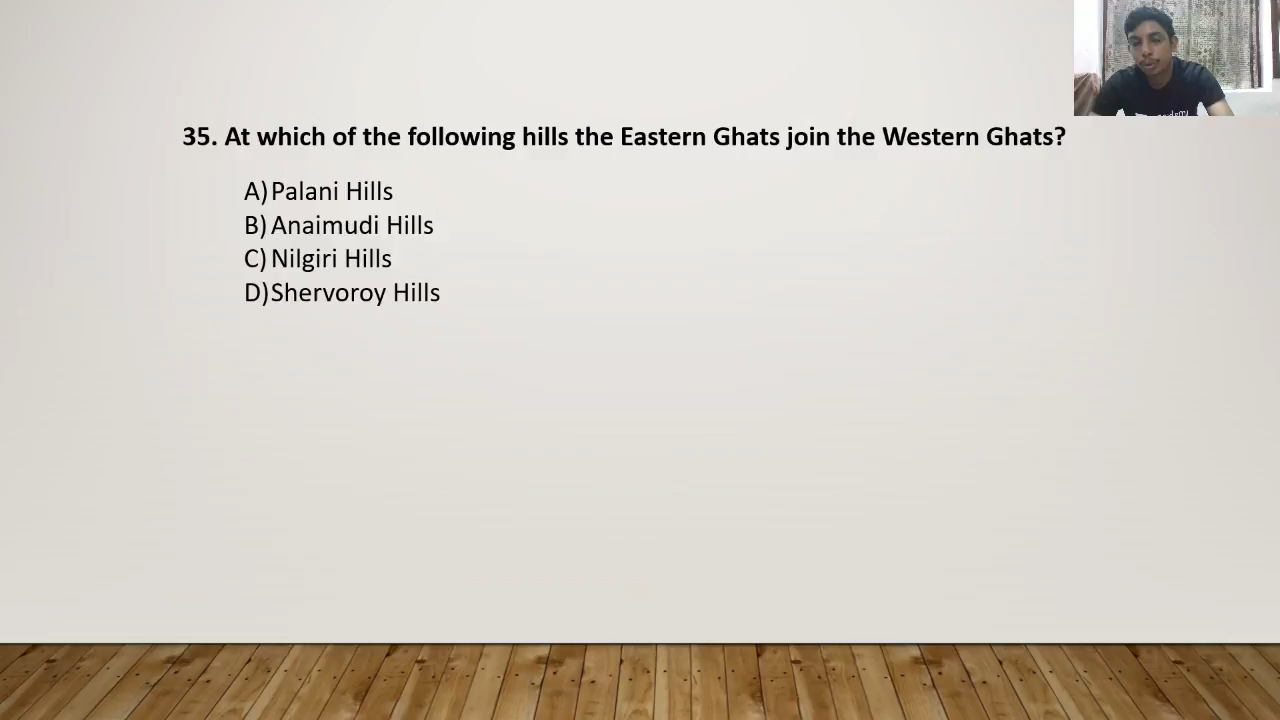 35. At which of the following hills the Eastern Ghats join the Western Ghats?
A) Palani Hills
B) Anaimudi Hills
C) Nilgiri Hills
D) Shervoroy Hills